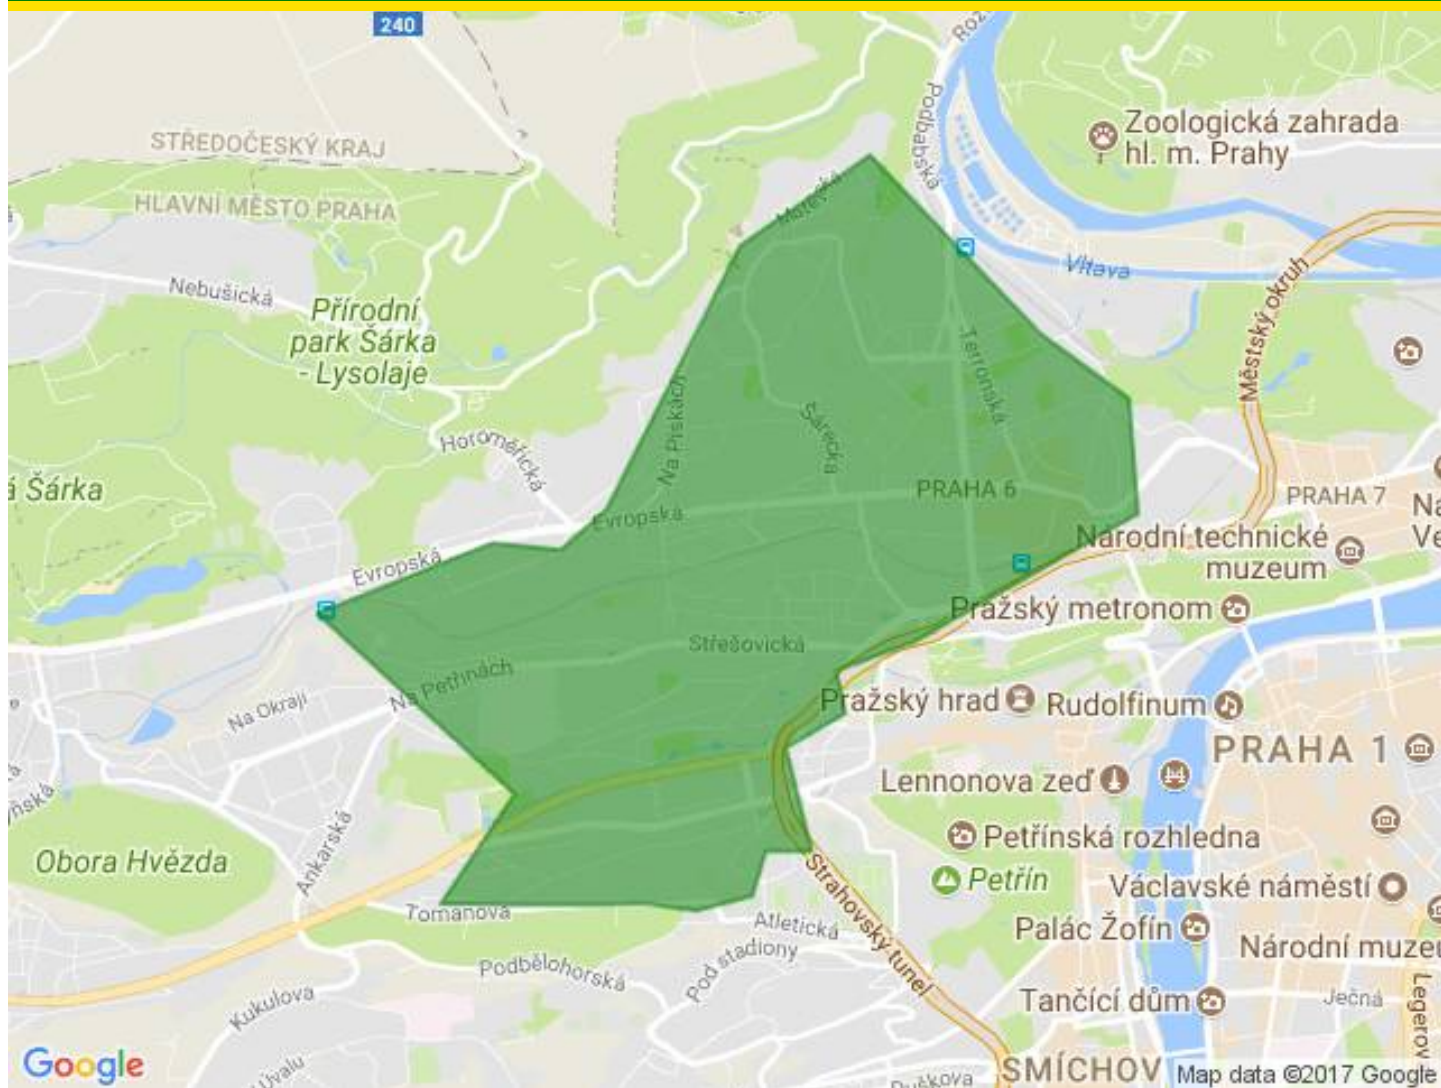 240
STŘEDOČESKÝ KRAJ
HLAVNÍ MĚSTO PRAHA
Podbabská
Zoologická zahrada
hl. m. Prahy
Nebušická
Přírodní
park Šárka
- Lysolaje
Vltava
Městský okruh
Terronská
Na Pískách
Šárecká
Horoměřická
Šárka
PRAHA 6
PRAHA 7
Evropská
Evropská
Národní technické
muzeum
Pražský metronom
Střešovická
Na Petřinách
Na Okraji
Pražský hrad
Rudolfinum
PRAHA 1
Lennonova zeď
Petřínská rozhledna
Obora Hvězda
Ankarská
Petřín
Václavské náměstí
Tomanova
Atletická
Strahovský tunel
Palác Žofín
Národní muzeu
Podbělohorská
Pod stadiony
Kukulova
Tančící dům
Ječná
Legerov
SMÍCHOV
Google
Map data ©2017 Google